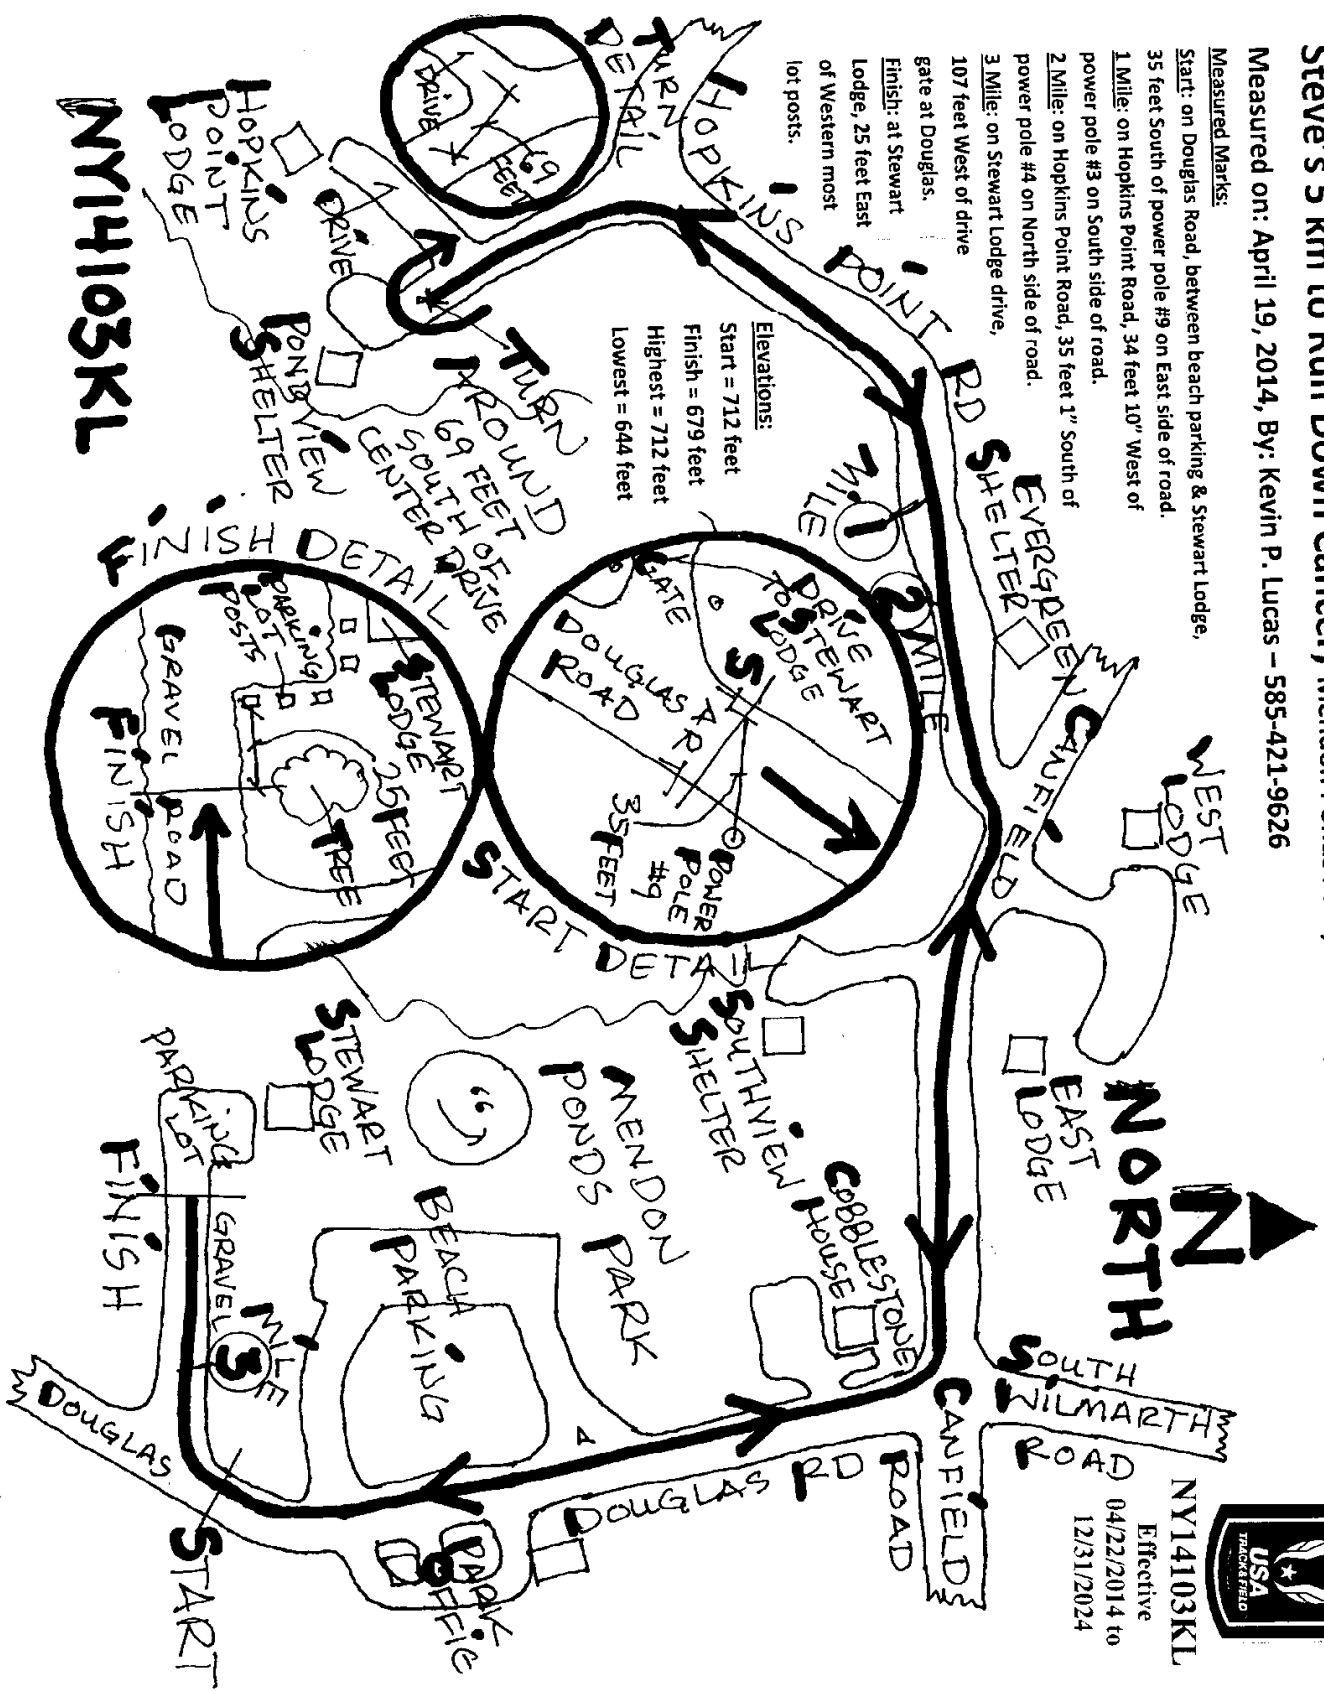 Steve's 5 km to Run Down Cancer, Mendon
Measured on: April 19, 2014, By: Kevin P. Lucas – 585-421-9626
Measured Marks:
Start: on Douglas Road, between beach parking & Stewart Lodge,
35 feet South of power pole #9 on East side of road.
1 Mile: on Hopkins Point Road, 34 feet 10" West of
power pole #3 on South side of road.
2 Mile: on Hopkins Point Road, 35 feet 1" South of
power pole #4 on North side of road.
3 Mile: on Stewart Lodge drive,
107 feet West of drive
gate at Douglas.
Finish: at Stewart
Lodge, 25 feet East
of Western most
lot posts.
Elevations:
Start = 712 feet
Finish = 679 feet
Highest = 712 feet
Lowest = 644 feet
USA
TRACK & FIELD
NY14103KL
Effective
04/22/2014 to
12/31/2024
NORTH
N
SOUTH
WILMARTH
ROAD
CANFIELD
ROAD
WEST
LODGE
EAST
LODGE
CANFIELD
EVERGREEN
SHELTER
HOPKINS POINT RD
1
MILE
2 MILE
TURN
DETAIL
DRIVE
69
FEET
HOPKINS
POINT
LODGE
DRIVE
TURN
AROUND
69 FEET
SOUTH OF
CENTER DRIVE
PONDVIEW
SHELTER
START DETAIL
DRIVE
TO STEWART
LODGE
GATE
DOUGLAS RD
ROAD
S
POWER
POLE
#9
35 FEET
FINISH DETAIL
STEWART
LODGE
PARKING
LOT
POSTS
25 FEET
TREE
GRAVEL ROAD
FINISH
SOUTHVIEW
SHELTER
COBBLESTONE
HOUSE
MENDON
PONDS PARK
BEACH
PARKING
STEWART
LODGE
PARKING
LOT
GRAVEL
MILE
3
FINISH
DOUGLAS RD
PARK
OFFIC
DOUGLAS
START
NY14103KL